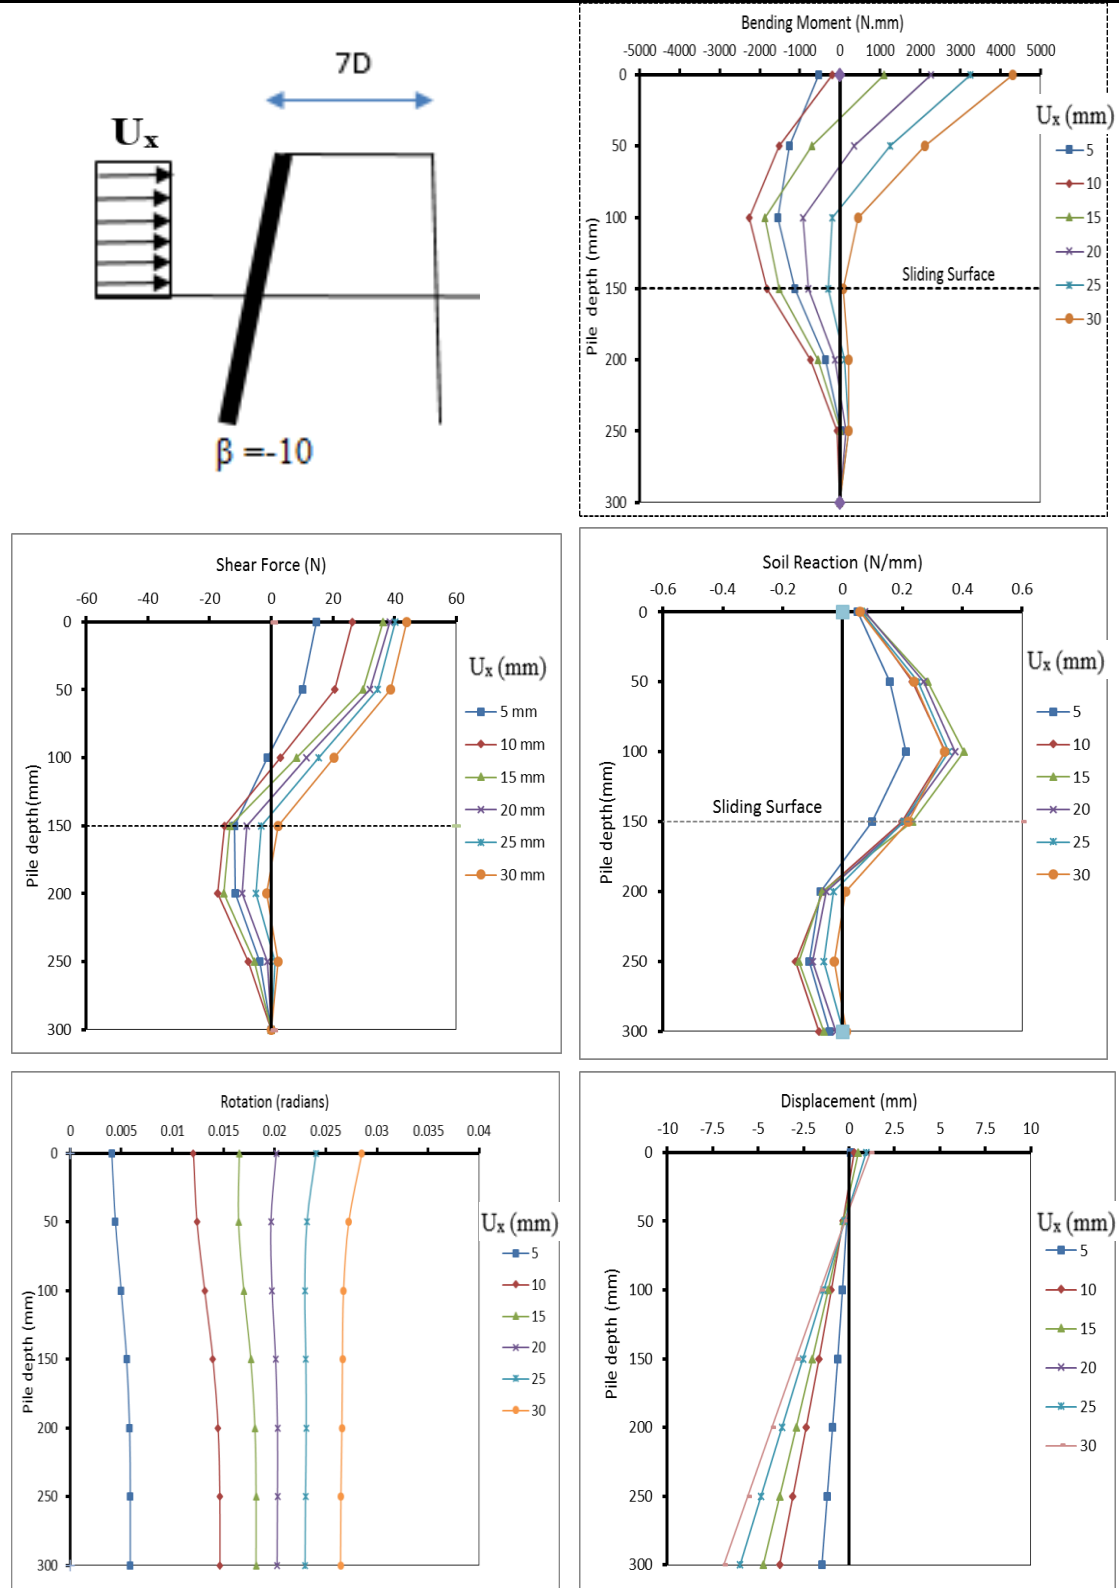 7D
Ux
β =-10
Bending Moment (N.mm)
-5000 -4000 -3000 -2000 -1000 0 1000 2000 3000 4000 5000
0
50
100
150
200
250
300
Pile depth (mm)
Sliding Surface
Ux (mm)
5
10
15
20
25
30
Shear Force (N)
-60 -40 -20 0 20 40 60
0
50
100
150
200
250
300
Pile depth(mm)
Ux (mm)
5 mm
10 mm
15 mm
20 mm
25 mm
30 mm
Soil Reaction (N/mm)
-0.6 -0.4 -0.2 0 0.2 0.4 0.6
0
50
100
150
200
250
300
Pile depth(mm)
Sliding Surface
Ux (mm)
5
10
15
20
25
30
Rotation (radians)
0 0.005 0.01 0.015 0.02 0.025 0.03 0.035 0.04
0
50
100
150
200
250
300
Pile depth (mm)
Ux (mm)
5
10
15
20
25
30
Displacement (mm)
-10 -7.5 -5 -2.5 0 2.5 5 7.5 10
0
50
100
150
200
250
300
Pile depth (mm)
Ux (mm)
5
10
15
20
25
30